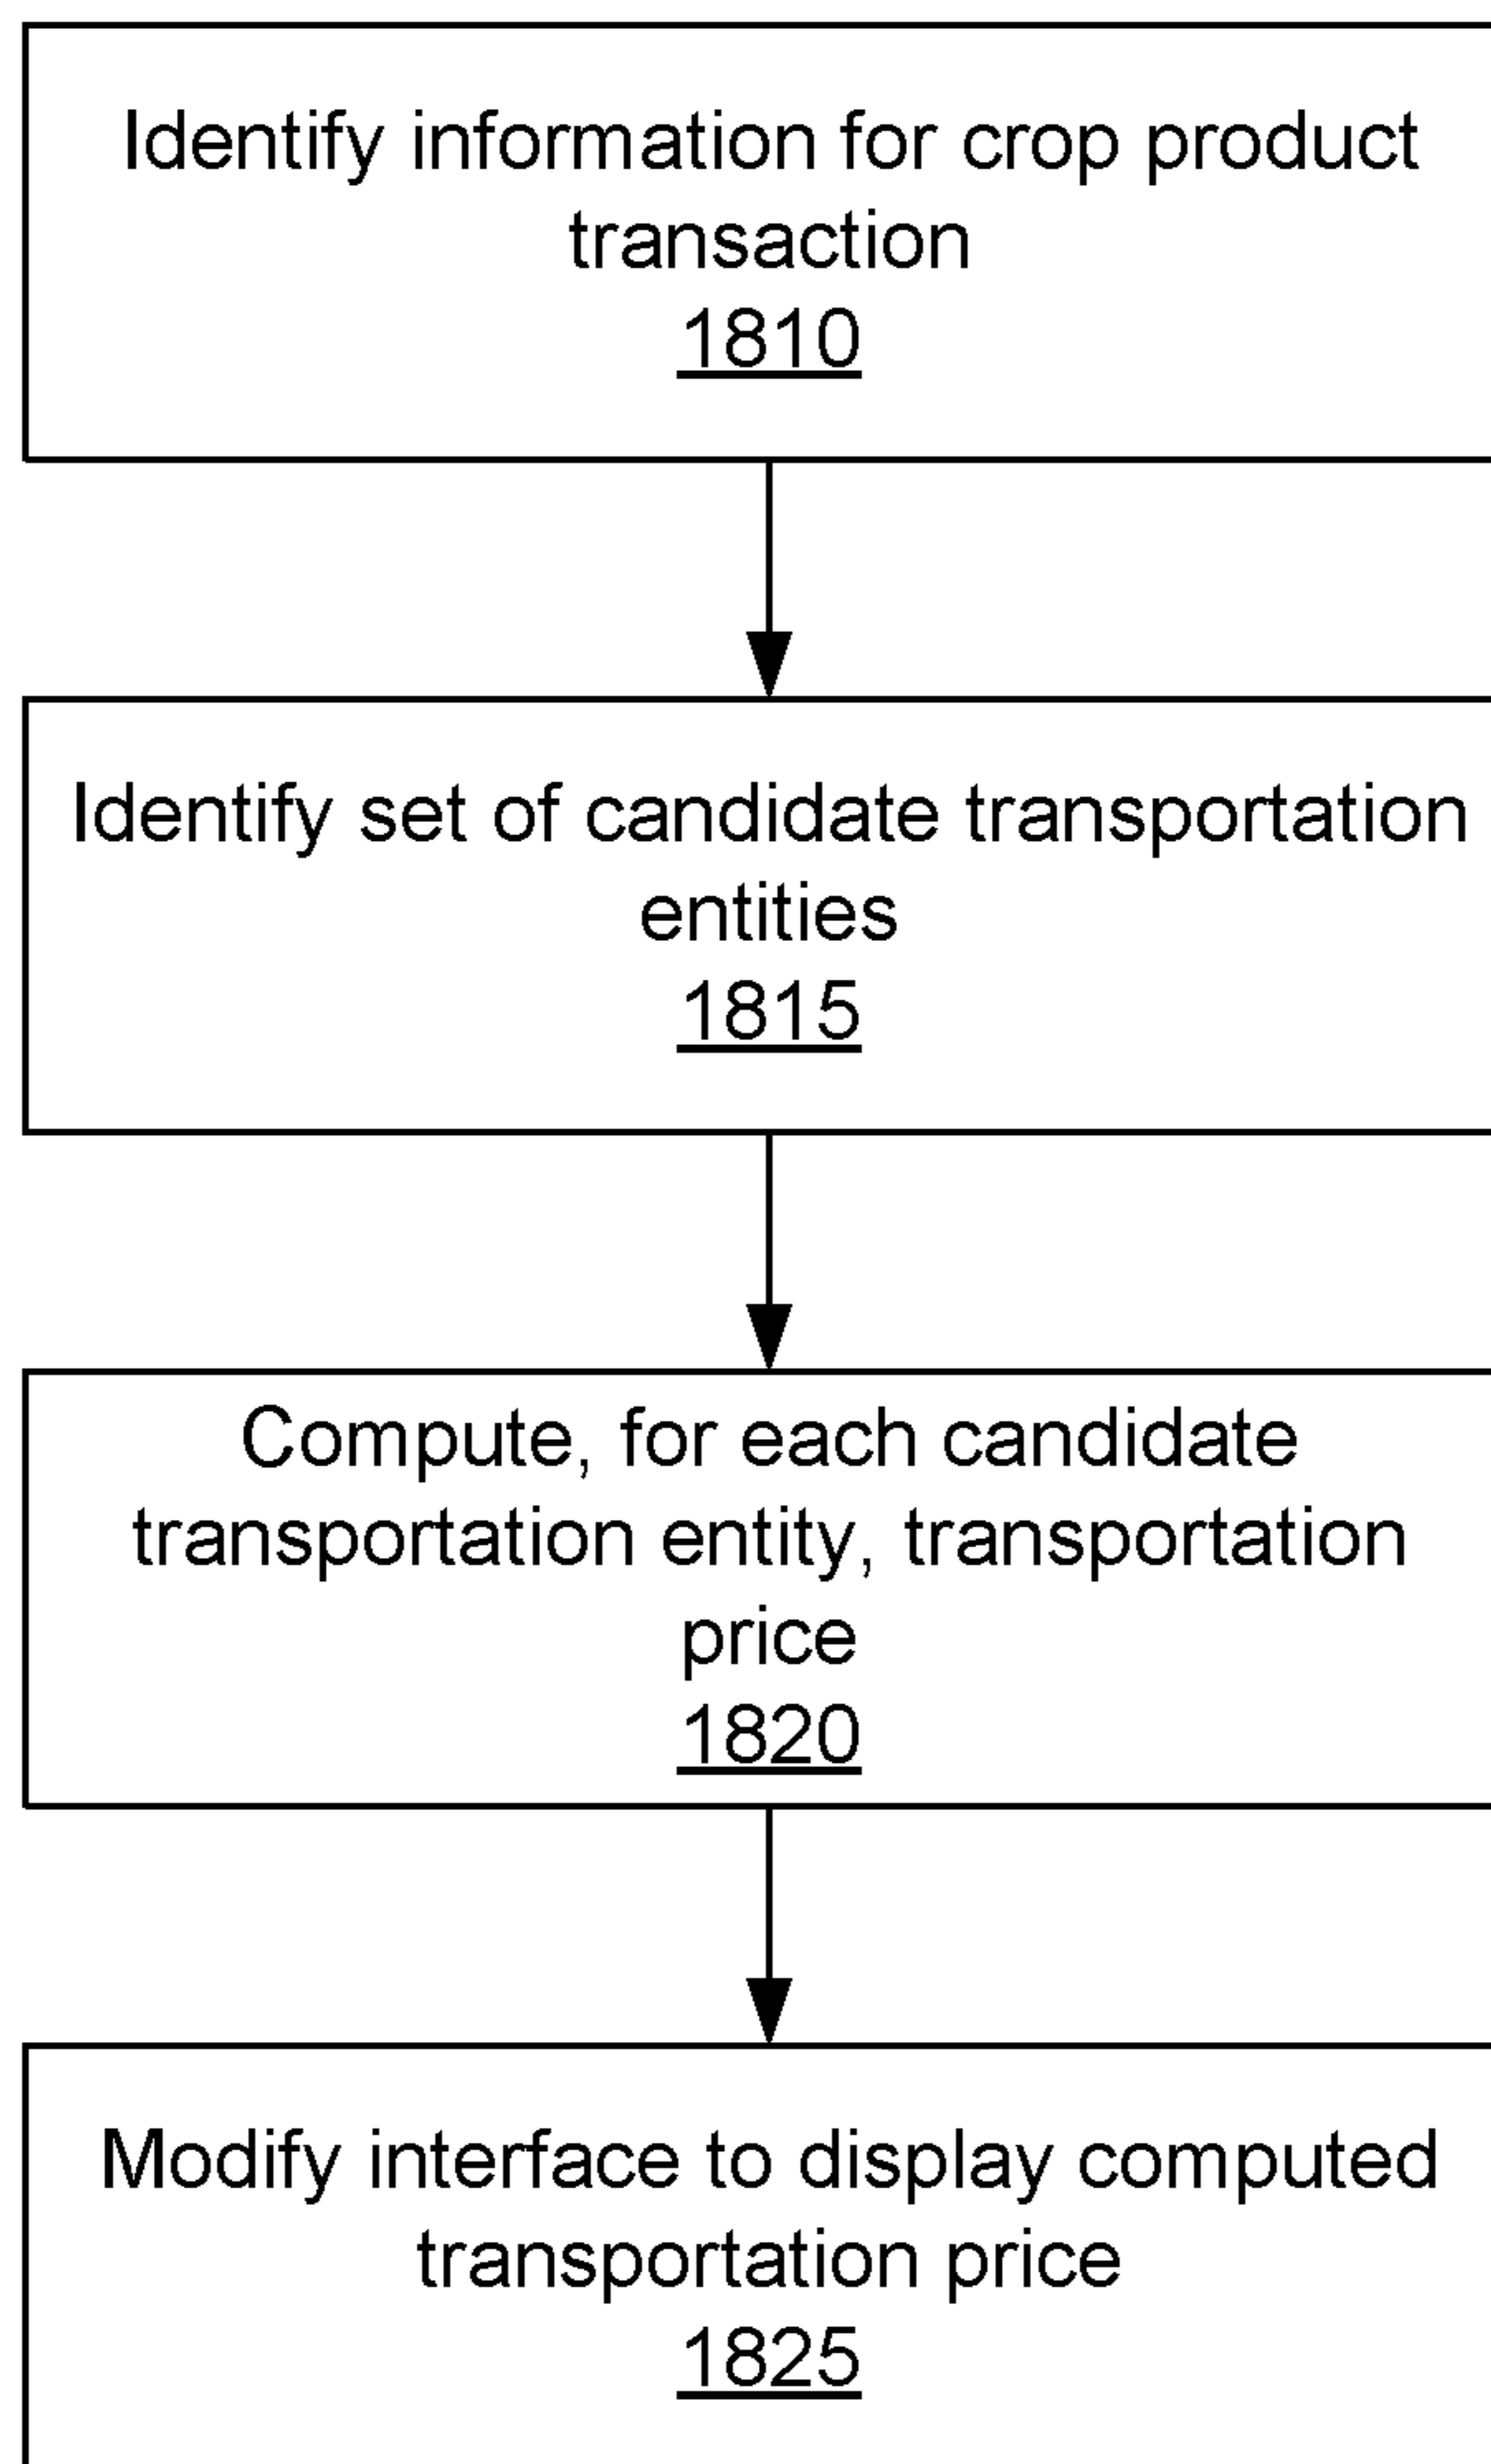 Identify information for crop product
transaction
1810
Identify set of candidate transportation
entities
1815
Compute, for each candidate
transportation entity, transportation
price
1820
Modify interface to display computed
transportation price
1825